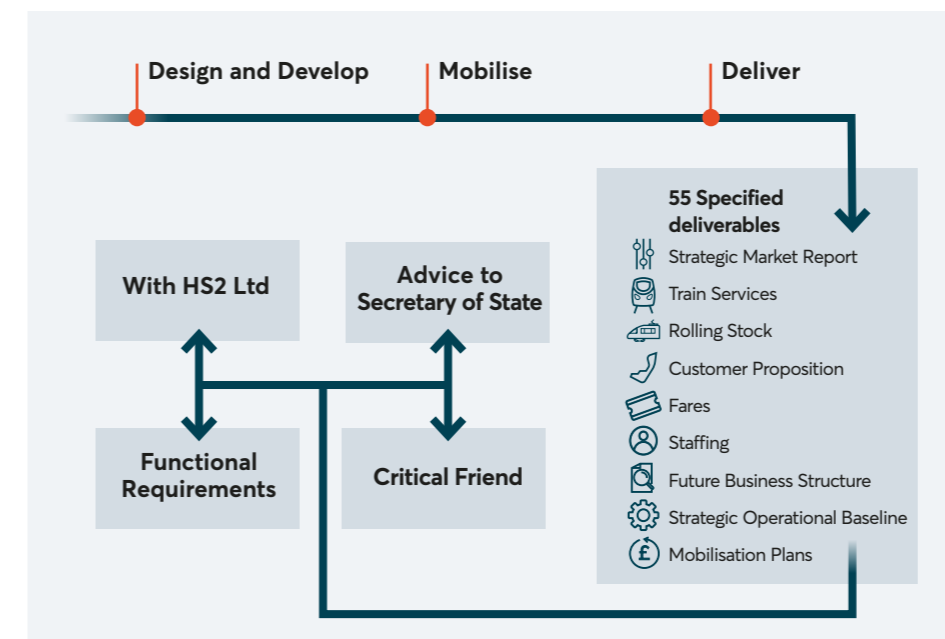 Design and Develop
Mobilise
Deliver
55 Specified
deliverables
Strategic Market Report
Train Services
Rolling Stock
Customer Proposition
Fares
Staffing
Future Business Structure
Strategic Operational Baseline
£
Mobilisation Plans
With HS2 Ltd
Advice to
Secretary of State
Functional
Requirements
Critical Friend